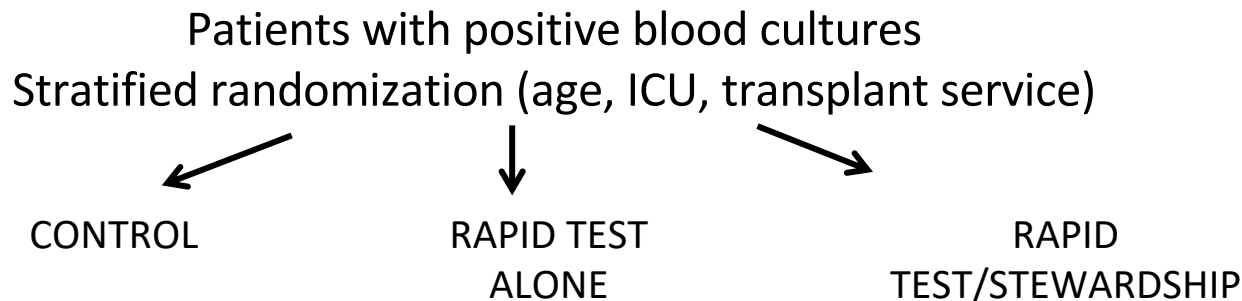 Patients with positive blood cultures
Stratified randomization (age, ICU, transplant service)
CONTROL
RAPID TEST
ALONE
RAPID
TEST/STEWARDSHIP